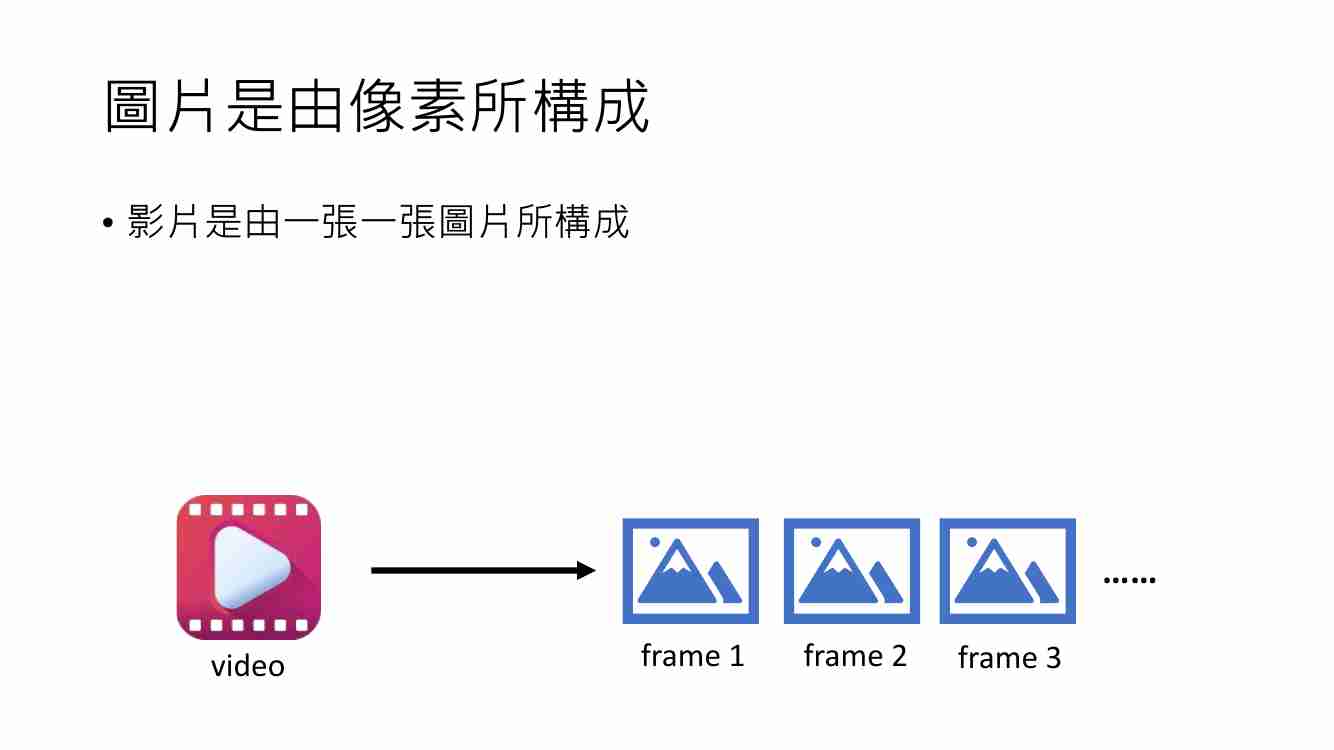 圖片是由像素所構成
• 影片是由一張一張圖片所構成
video
frame 1
frame 2
frame 3
……